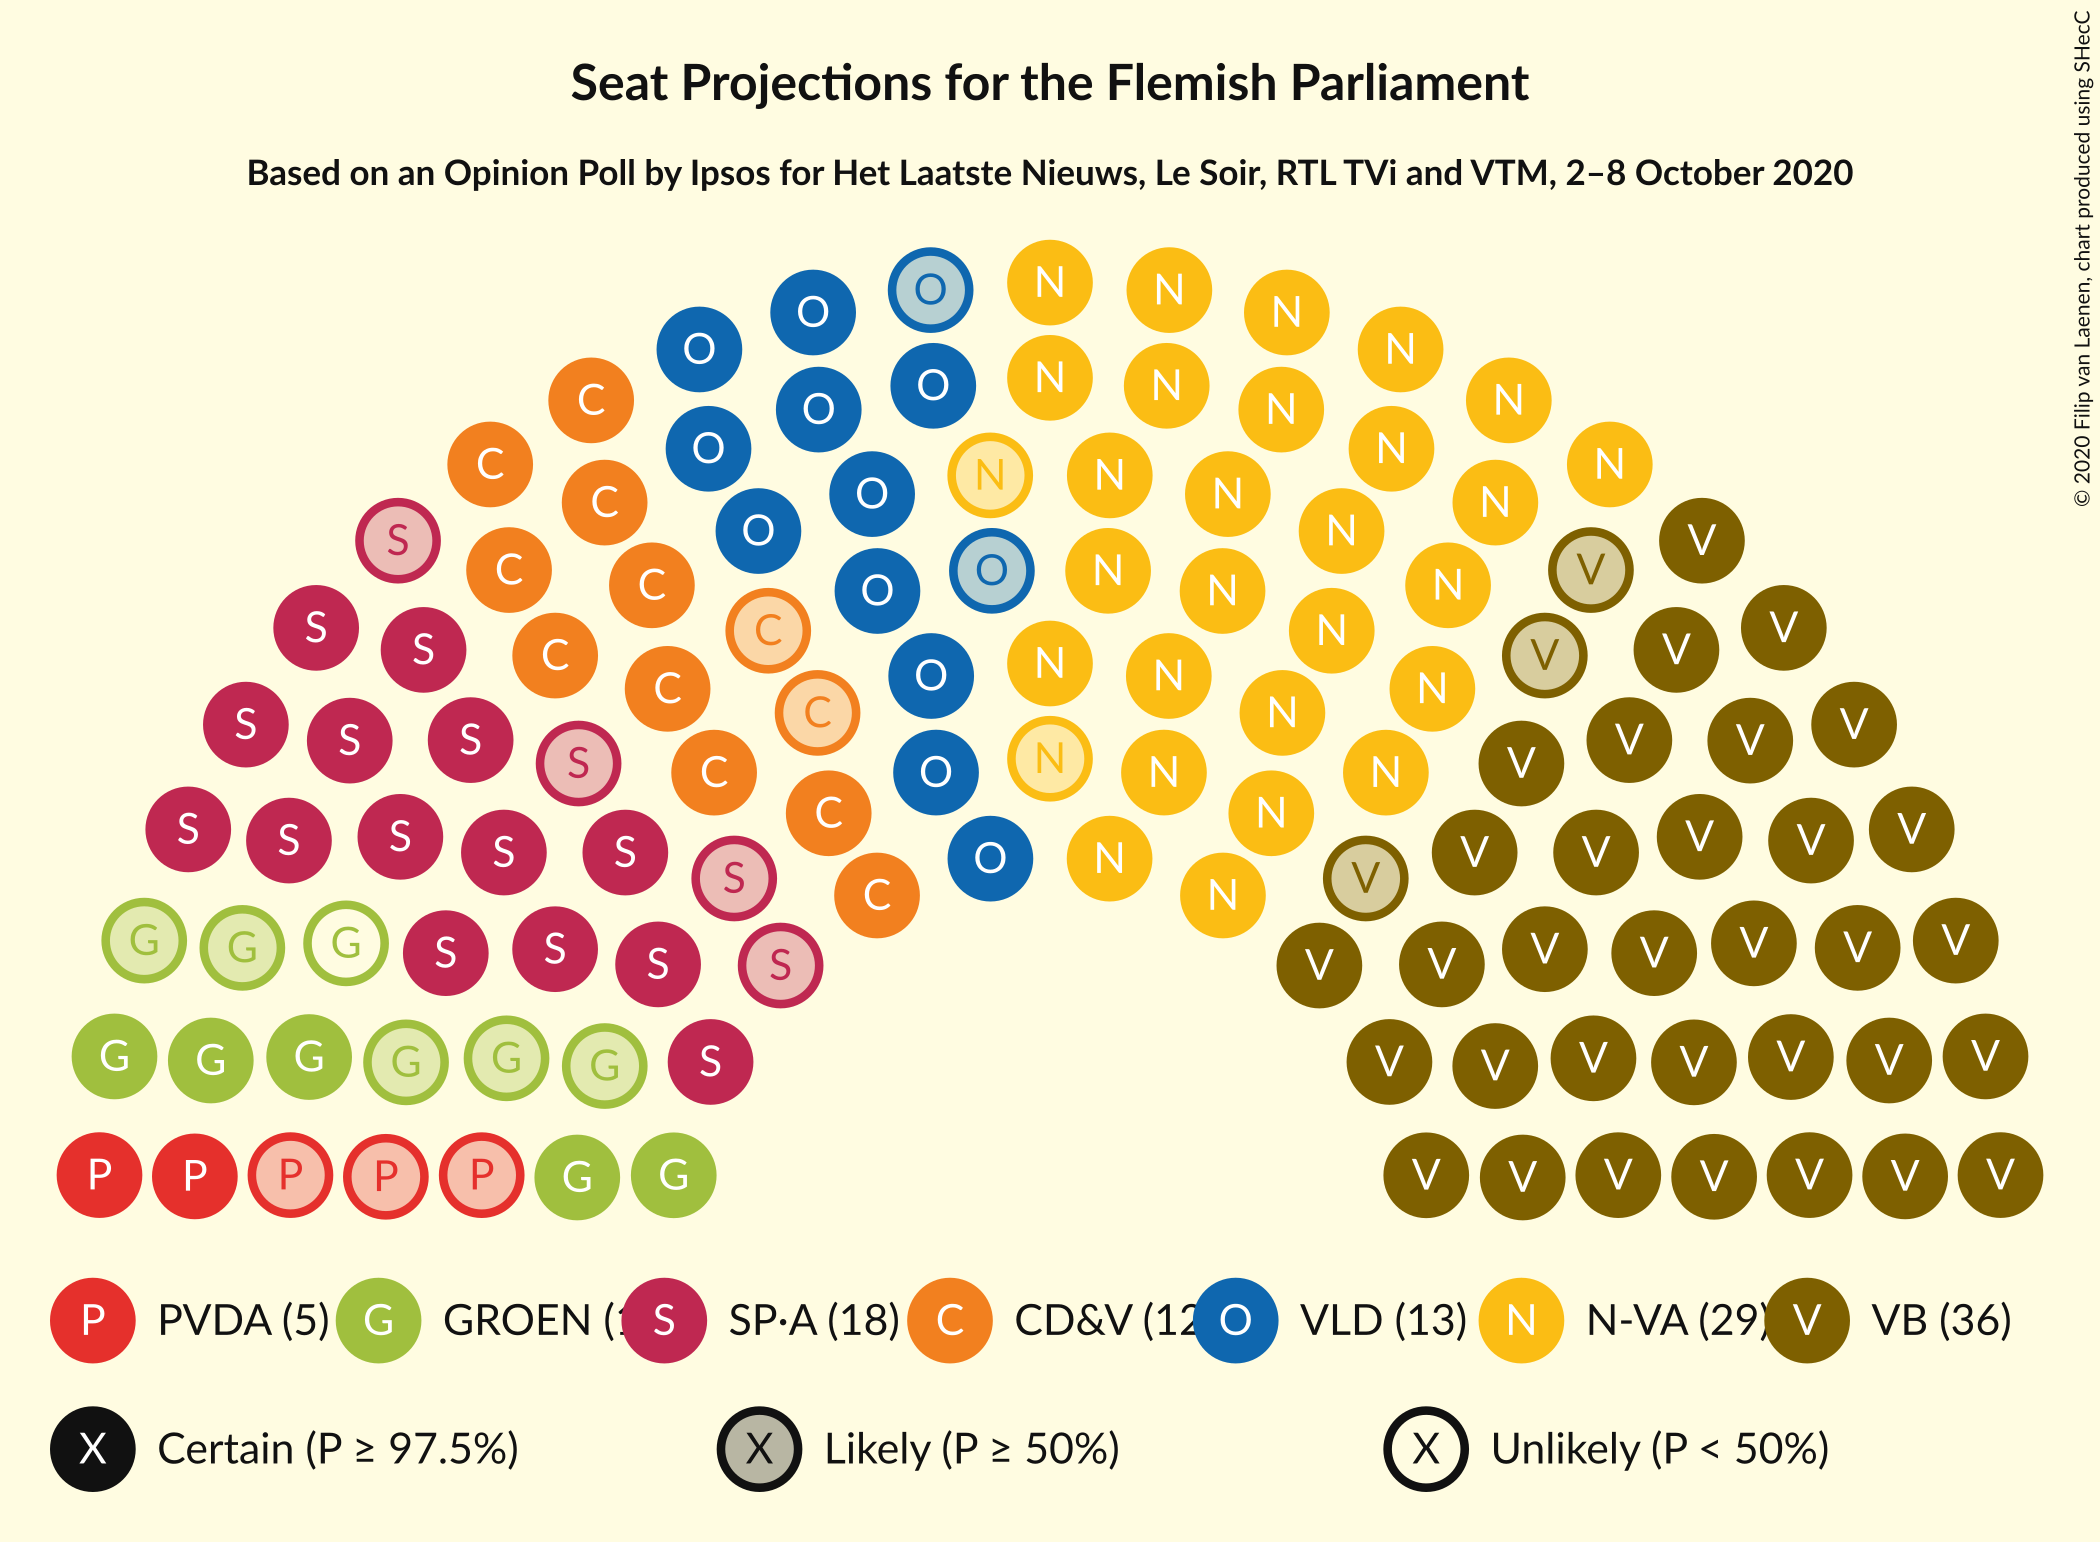 Seat Projections for the Flemish Parliament
Based on an Opinion Poll by Ipsos for Het Laatste Nieuws, Le Soir, RTL TVi and VTM, 2–8 October 2020
© 2020 Filip van Laenen, chart produced using SHecC
O O N N N
C O O O N N N N N
C C O O N N N N N N
S C C O O O N N N N V V
S S C C C O N N N N V V V
S S S S C C O N N N N V V V V
S S S S S S C C O N N N V V V V V V
G G G S S S S V V V V V V V
G G G G G G S V V V V V V V
P P P P P G G V V V V V V V
P PVDA (5) G GROEN ( S SP·A (18) C CD&V (12 O VLD (13) N N-VA (29) V VB (36)
X Certain (P ≥ 97.5%) X Likely (P ≥ 50%) X Unlikely (P < 50%)